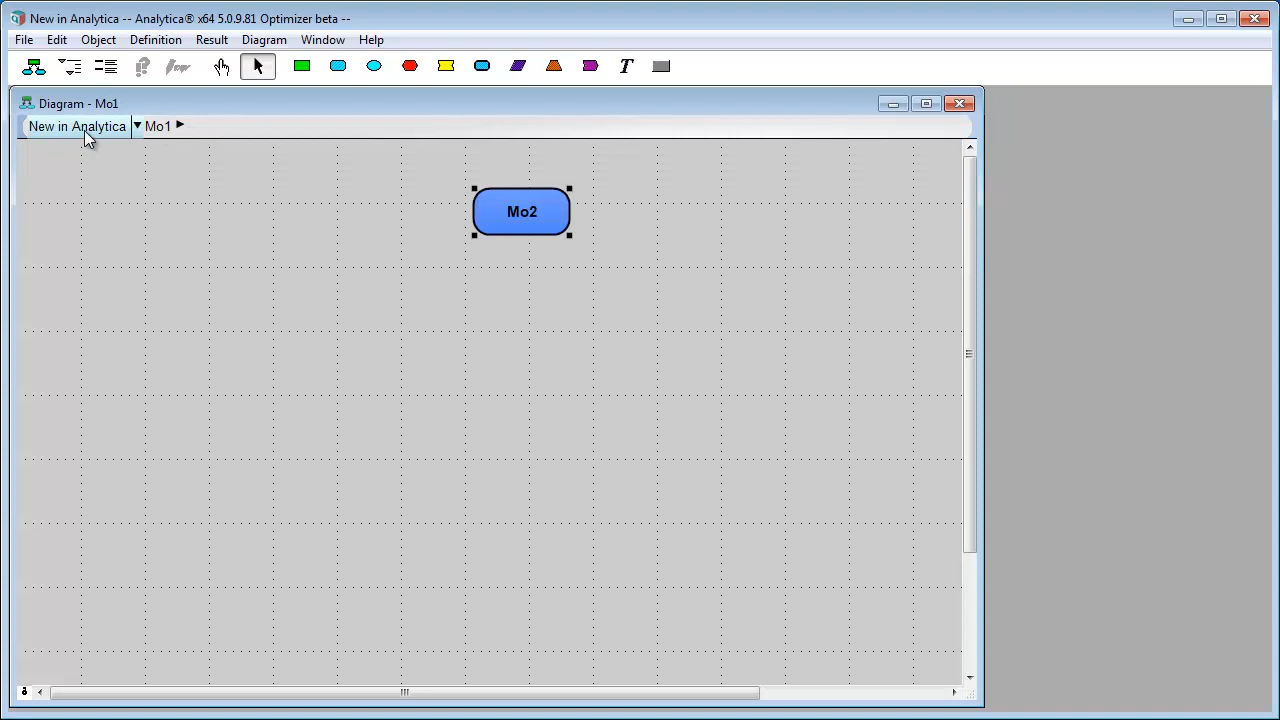 New in Analytica -- Analytica® x64 5.0.9.81 Optimizer beta --
File Edit Object Definition Result Diagram Window Help
T
Diagram - Mo1
New in Analytica Mo1
Mo2